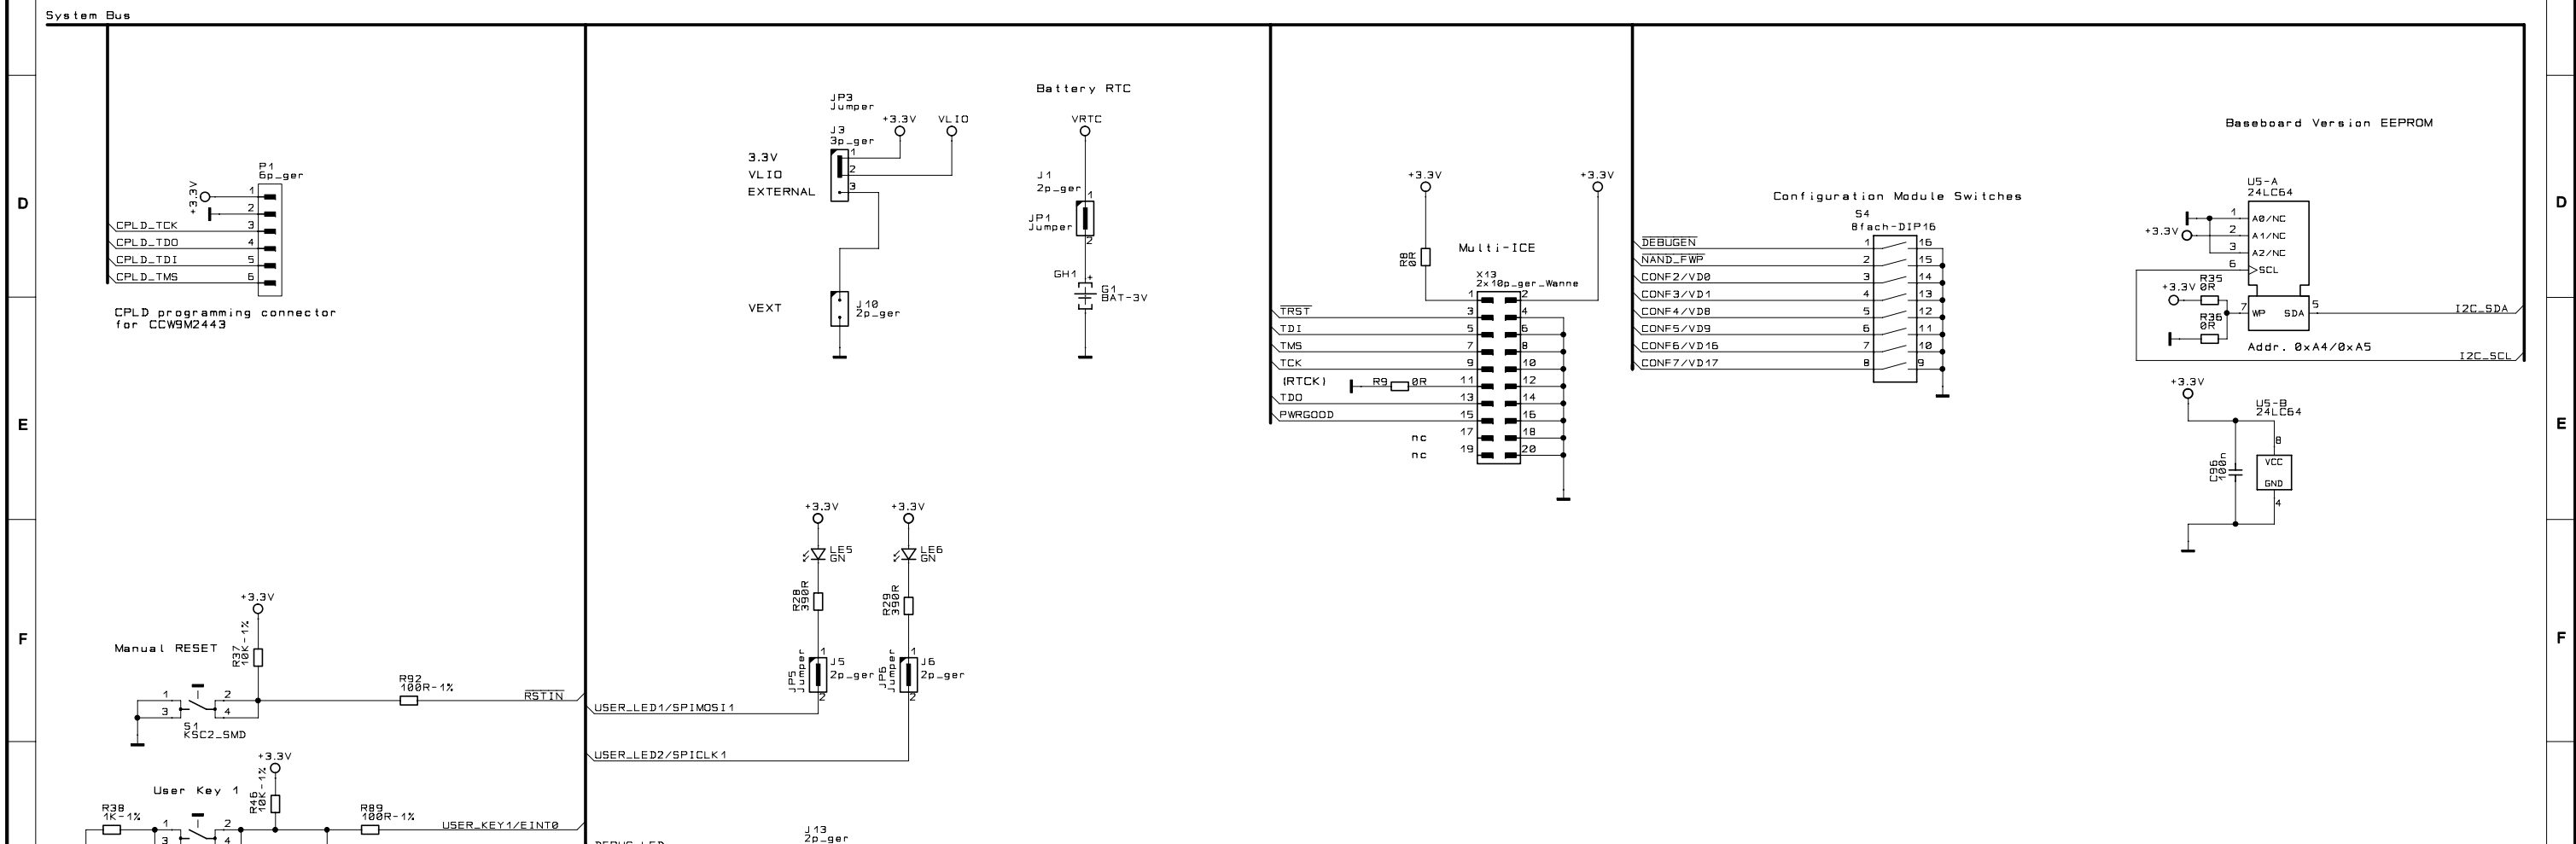 System Bus
D
E
F
P1
6p_ger
+3.3V
1
2
CPLD_TCK 3
CPLD_TDO 4
CPLD_TDI 5
CPLD_TMS 6
CPLD programming connector
for CCW9M2443
JP3
Jumper
J3
3p_ger
+3.3V
VLIO
3.3V 1
VLIO 2
EXTERNAL 3
VEXT
J10
2p_ger
Battery RTC
VRTC
J1
2p_ger
1
JP1
Jumper
2
GH1
+
G1
BAT-3V
+3.3V
+3.3V
R8
0R
Multi-ICE
X13
2x10p_ger_Wanne
1 2
TRST 3 4
TDI 5 6
TMS 7 8
TCK 9 10
(RTCK) R9 0R 11 12
TDO 13 14
PWRGOOD 15 16
nc 17 18
nc 19 20
Configuration Module Switches
S4
8fach-DIP16
DEBUGEN 1 16
NAND_FWP 2 15
CONF2/VD0 3 14
CONF3/VD1 4 13
CONF4/VD8 5 12
CONF5/VD9 6 11
CONF6/VD16 7 10
CONF7/VD17 8 9
Baseboard Version EEPROM
U5-A
24LC64
1 A0/NC
+3.3V 2 A1/NC
3 A2/NC
6 SCL
R35
0R
+3.3V
R36
0R
7 WP SDA 5
I2C_SDA
Addr. 0xA4/0xA5
I2C_SCL
+3.3V
U5-B
24LC64
8
VCC
GND
4
C96
100n
+3.3V
+3.3V
LE5
GN
LE6
GN
R28
390R
R29
390R
JP5
Jumper
1
J5
2p_ger
2
JP6
Jumper
1
J6
2p_ger
2
USER_LED1/SPIMOSI1
USER_LED2/SPICLK1
+3.3V
R37
10K-1%
Manual RESET
1 2
3 4
S1
KSC2_SMD
R92
100R-1%
RSTIN
+3.3V
R46
10K-1%
User Key 1
R38
1K-1%
1 2
3 4
R89
100R-1%
USER_KEY1/EINT0
J13
2p_ger
D
E
F